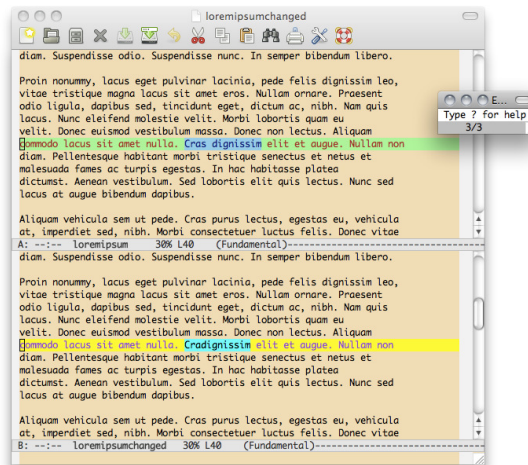 loremipsumchanged
diam. Suspendisse odio. Suspendisse nunc. In semper bibendum libero.
Proin nonummy, lacus eget pulvinar lacinia, pede felis dignissim leo,
vitae tristique magna lacus sit amet eros. Nullam ornare. Praesent
odio ligula, dapibus sed, tincidunt eget, dictum ac, nibh. Nam quis
lacus. Nunc eleifend molestie velit. Morbi lobortis quam eu
velit. Donec euismod vestibulum massa. Donec non lectus. Aliquam
commodo lacus sit amet nulla. Cras dignissim elit et augue. Nullam non
diam. Pellentesque habitant morbi tristique senectus et netus et
malesuada fames ac turpis egestas. In hac habitasse platea
dictumst. Aenean vestibulum. Sed lobortis elit quis lectus. Nunc sed
lacus at augue bibendum dapibus.
Aliquam vehicula sem ut pede. Cras purus lectus, egestas eu, vehicula
at, imperdiet sed, nibh. Morbi consectetuer luctus felis. Donec vitae
A: --:-- loremipsum 30% L40 (Fundamental)--------------------
diam. Suspendisse odio. Suspendisse nunc. In semper bibendum libero.
Proin nonummy, lacus eget pulvinar lacinia, pede felis dignissim leo,
vitae tristique magna lacus sit amet eros. Nullam ornare. Praesent
odio ligula, dapibus sed, tincidunt eget, dictum ac, nibh. Nam quis
lacus. Nunc eleifend molestie velit. Morbi lobortis quam eu
velit. Donec euismod vestibulum massa. Donec non lectus. Aliquam
commodo lacus sit amet nulla. Cradignissim elit et augue. Nullam non
diam. Pellentesque habitant morbi tristique senectus et netus et
malesuada fames ac turpis egestas. In hac habitasse platea
dictumst. Aenean vestibulum. Sed lobortis elit quis lectus. Nunc sed
lacus at augue bibendum dapibus.
Aliquam vehicula sem ut pede. Cras purus lectus, egestas eu, vehicula
at, imperdiet sed, nibh. Morbi consectetuer luctus felis. Donec vitae
B: --:-- loremipsumchanged 30% L40 (Fundamental)--------------------
E...
Type ? for help
3/3